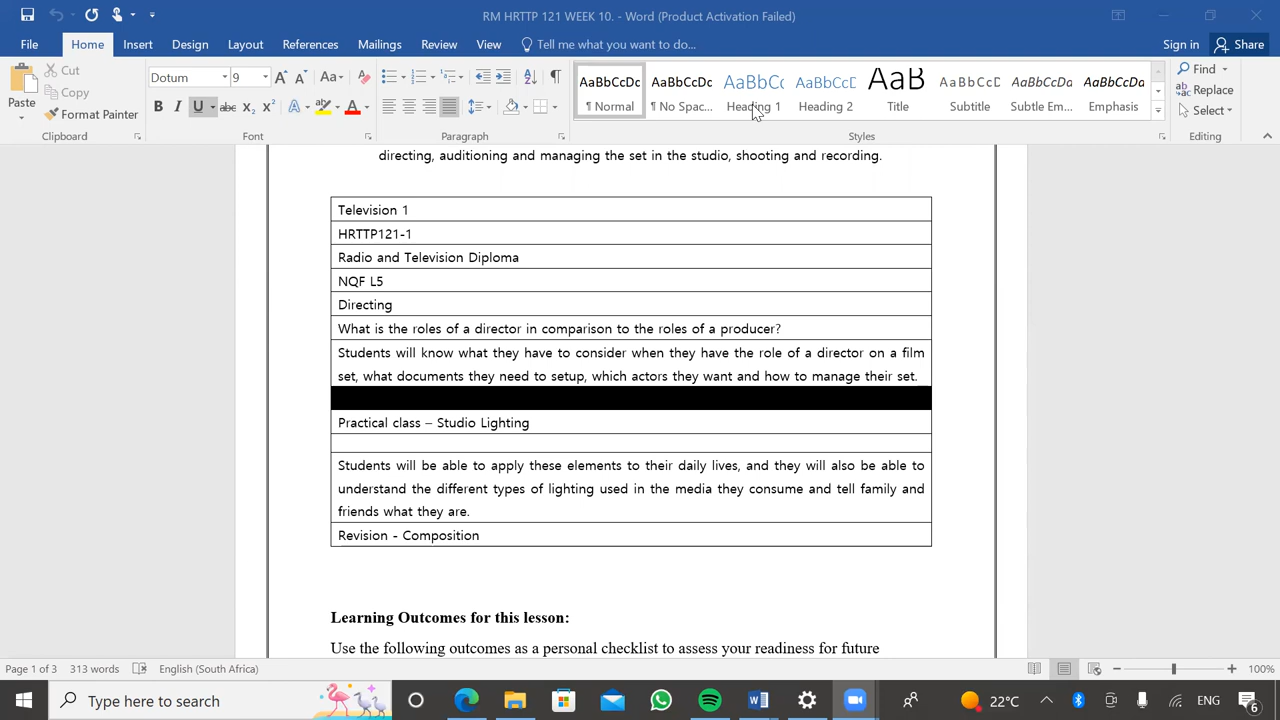 RM HRTTP 121 WEEK 10. - Word (Product Activation Failed)
File Home Insert Design Layout References Mailings Review View Tell me what you want to do... Sign in Share
Paste
Cut
Copy
Format Painter
Clipboard
Datum 9
Font
Paragraph
AaBbCcDc AaBbCcDc AaBbCc AaBbCcD AaB AaBbCcD AaBbCcDa AaBbCcDa
¶ Normal ¶ No Spac... Heading 1 Heading 2 Title Subtitle Subtle Em... Emphasis
Styles
Find
Replace
Select
Editing
directing, auditioning and managing the set in the studio, shooting and recording.
Television 1
HRTTP121-1
Radio and Television Diploma
NQF L5
Directing
What is the roles of a director in comparison to the roles of a producer?
Students will know what they have to consider when they have the role of a director on a film
set, what documents they need to setup, which actors they want and how to manage their set.
Practical class – Studio Lighting
Students will be able to apply these elements to their daily lives, and they will also be able to
understand the different types of lighting used in the media they consume and tell family and
friends what they are.
Revision - Composition
Learning Outcomes for this lesson:
Use the following outcomes as a personal checklist to assess your readiness for future
Page 1 of 3 313 words English (South Africa) 100%
Type here to search 22°C ENG 6